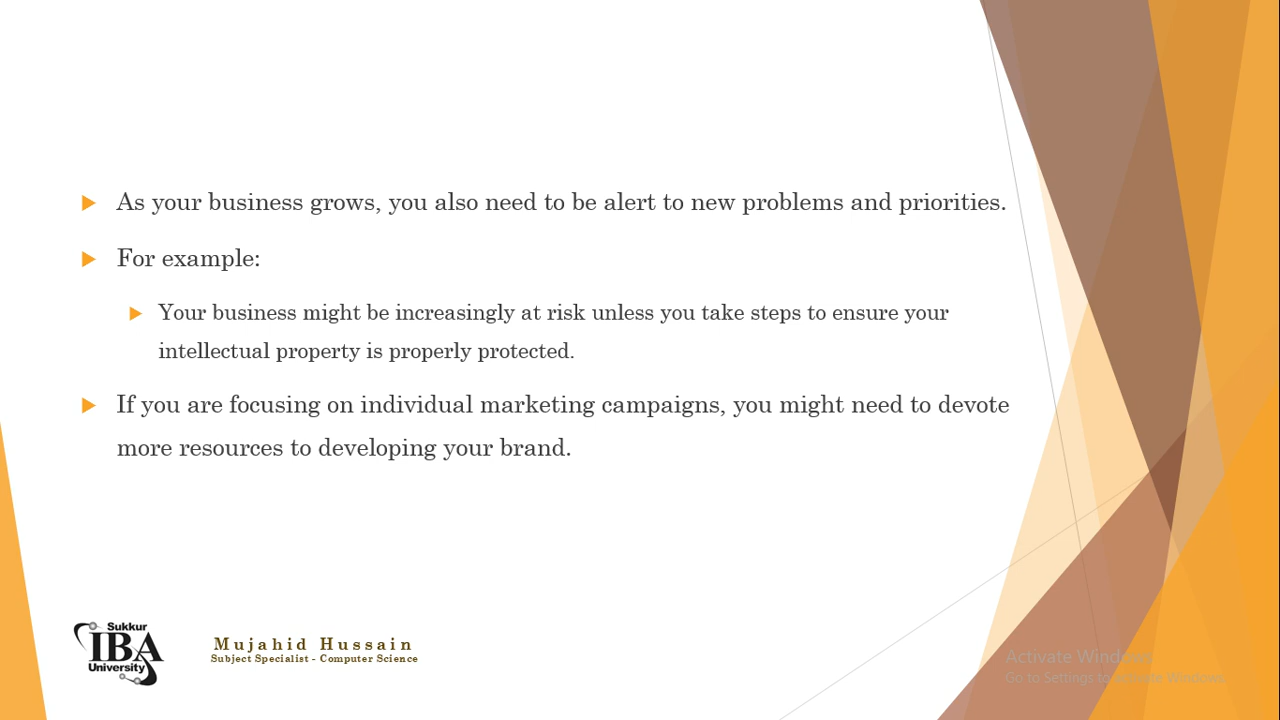 As your business grows, you also need to be alert to new problems and priorities.
For example:
Your business might be increasingly at risk unless you take steps to ensure your
intellectual property is properly protected.
If you are focusing on individual marketing campaigns, you might need to devote
more resources to developing your brand.
Sukkur
IBA
University
Mujahid Hussain
Subject Specialist - Computer Science
Activate Windows
Go to Settings to activate Windows.